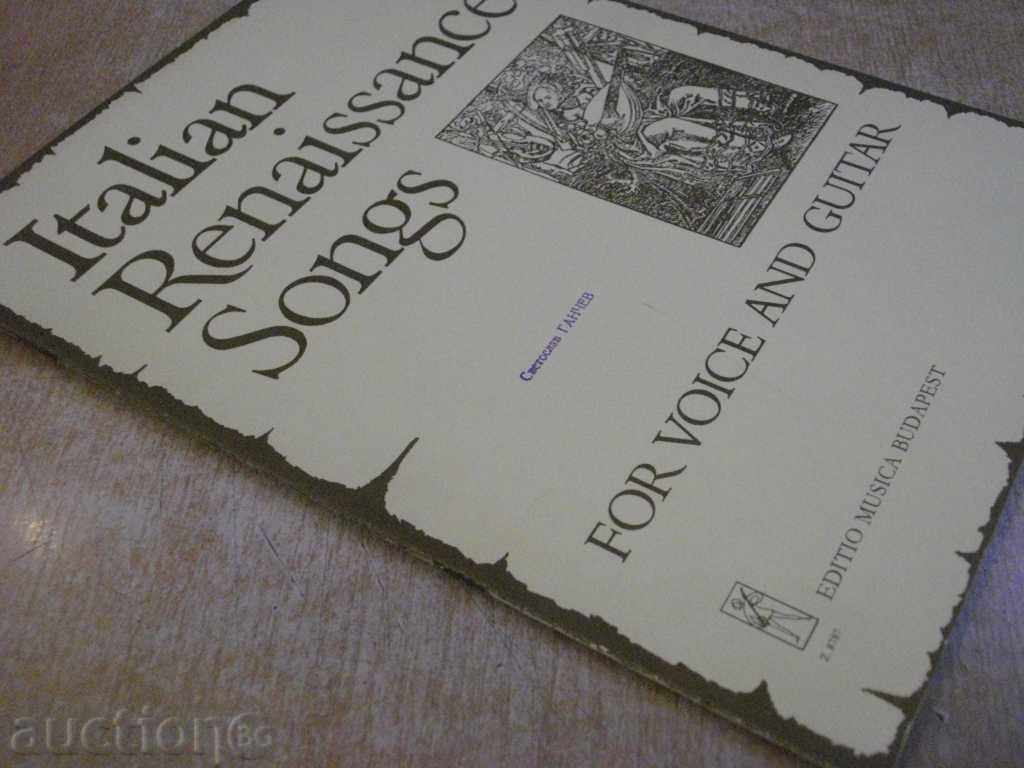 Italian
Renaissance
Songs
Светослав ГАНЧЕВ
FOR VOICE AND GUITAR
EDITIO MUSICA BUDAPEST
auction.bg